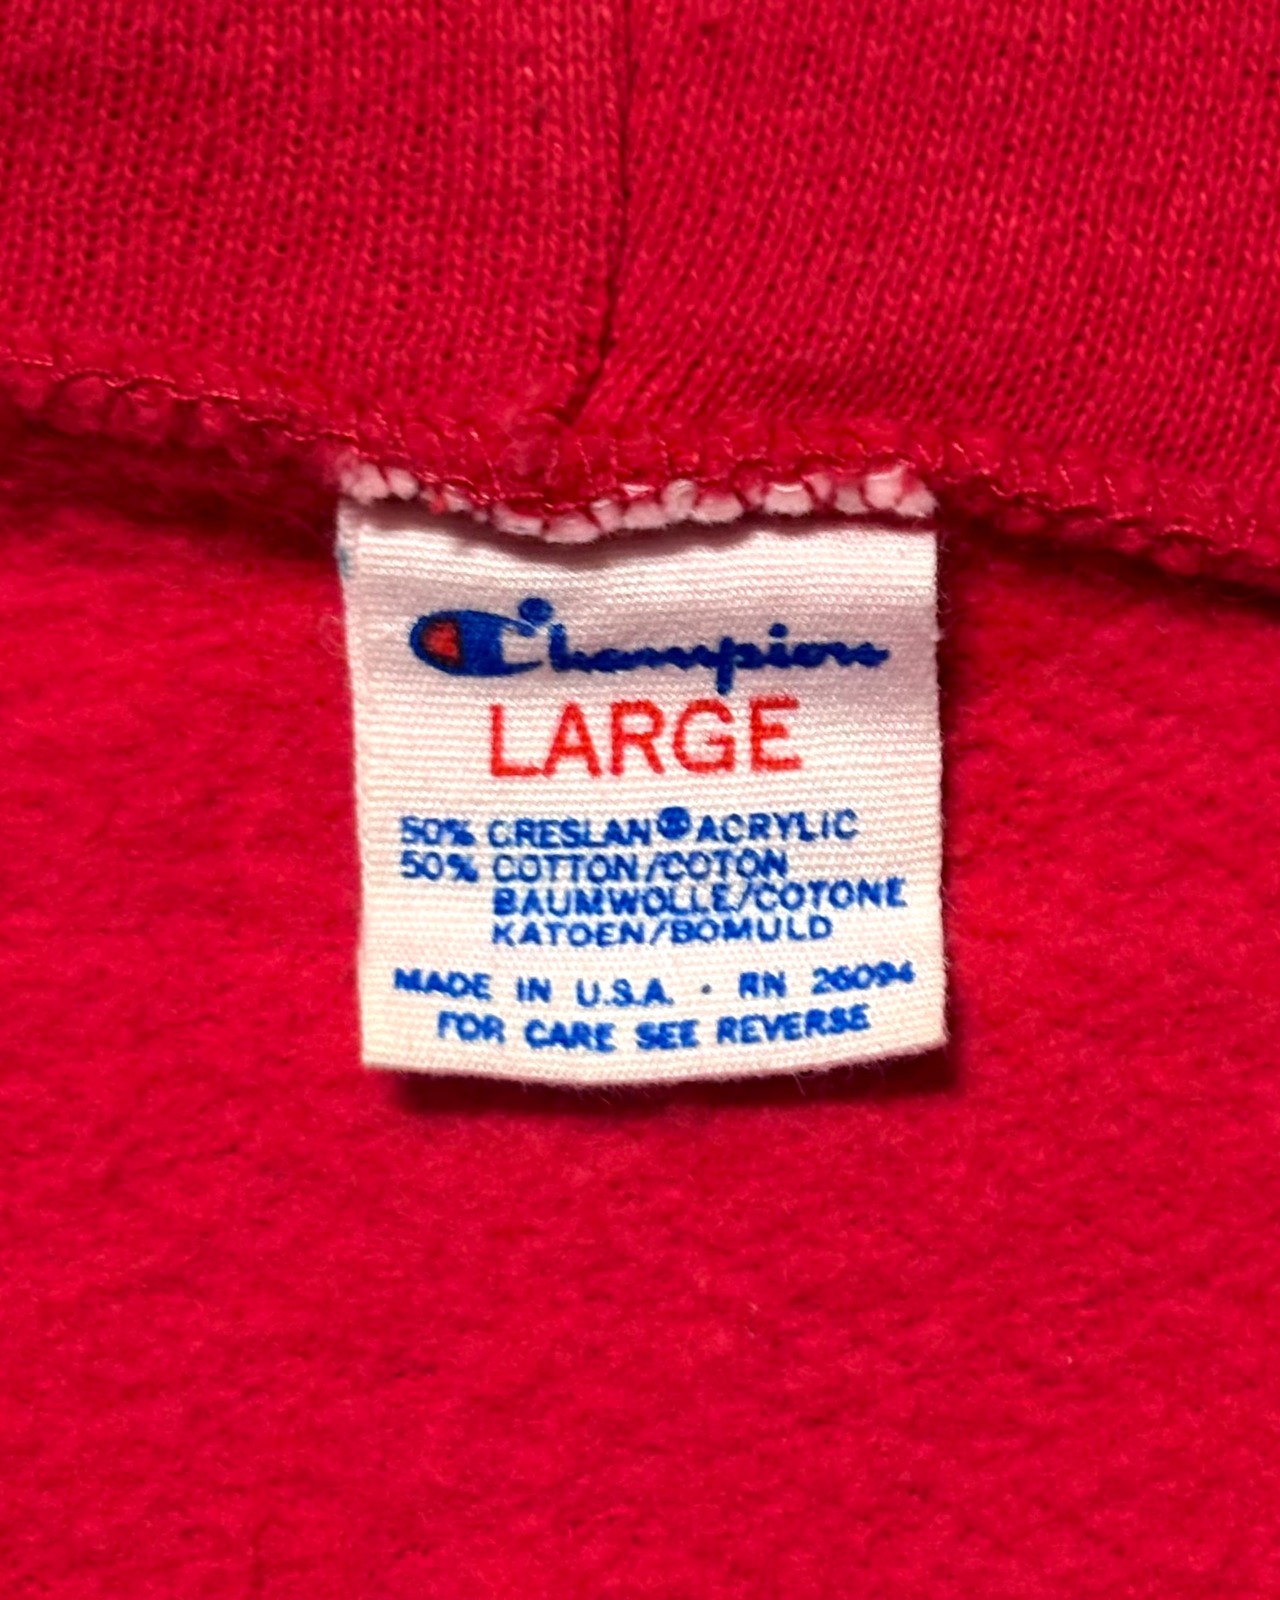 Champion
LARGE
50% CRESLAN® ACRYLIC
50% COTTON/COTON
BAUMWOLLE/COTONE
KATOEN/BOMULD
MADE IN U.S.A. · RN 26094
FOR CARE SEE REVERSE